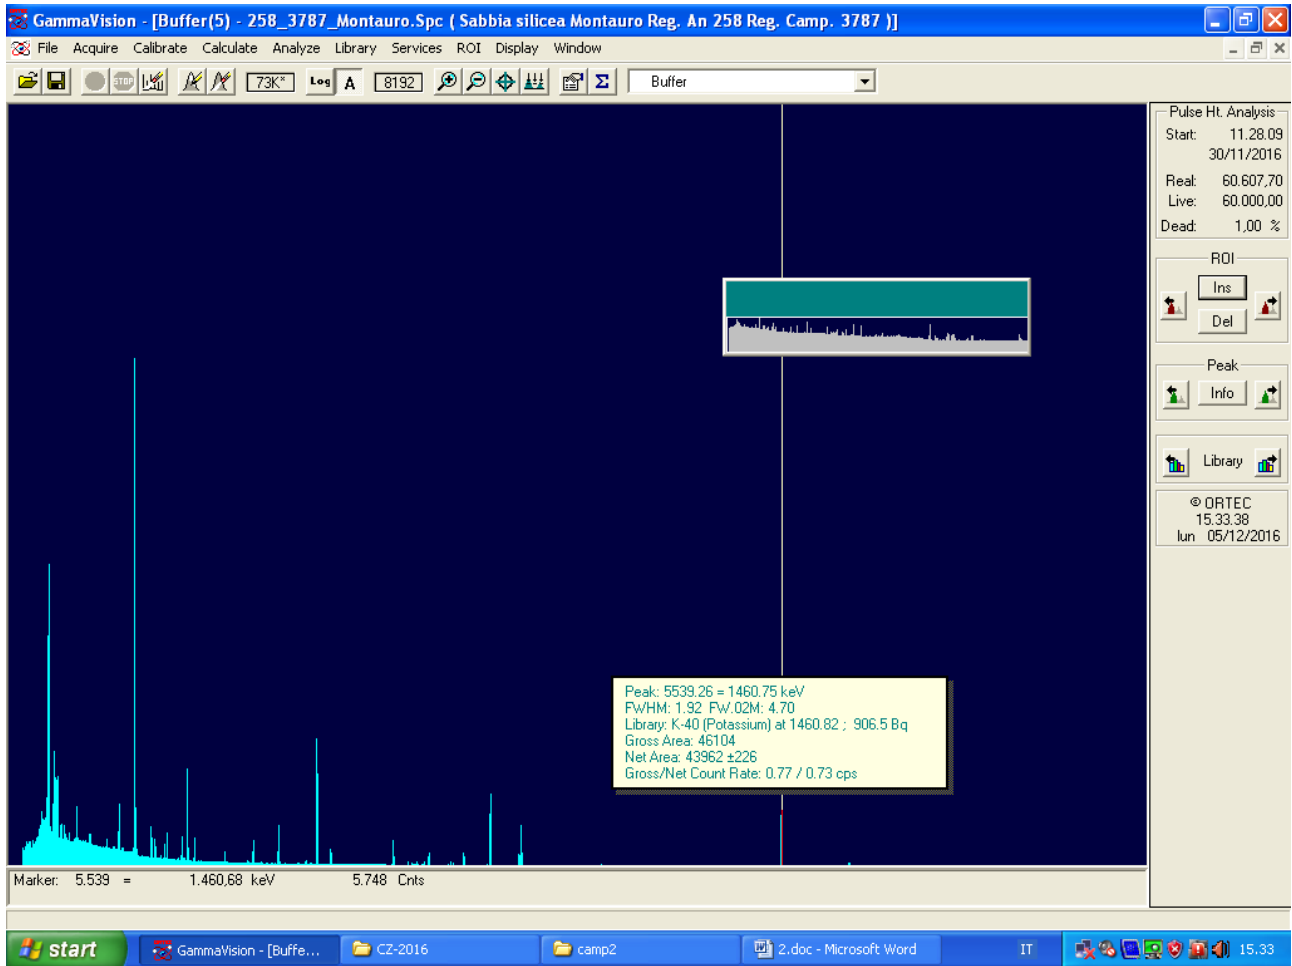 GammaVision - [Buffer(5) - 258_3787_Montauro.Spc ( Sabbia silicea Montauro Reg. An 258 Reg. Camp. 3787 )]
File Acquire Calibrate Calculate Analyze Library Services ROI Display Window
STOP 73K* Log A 8192 Σ Buffer
Pulse Ht. Analysis
Start: 11.28.09
30/11/2016
Real: 60.607,70
Live: 60.000,00
Dead: 1,00 %
ROI
Ins
Del
Peak
Info
Library
© ORTEC
15.33.38
lun 05/12/2016
Peak: 5539.26 = 1460.75 keV
FWHM: 1.92 FW.02M: 4.70
Library: K-40 (Potassium) at 1460.82 ; 906.5 Bq
Gross Area: 46104
Net Area: 43962 ±226
Gross/Net Count Rate: 0.77 / 0.73 cps
Marker: 5.539 = 1.460,68 keV 5.748 Cnts
start GammaVision - [Buffe... CZ-2016 camp2 2.doc - Microsoft Word IT 15.33